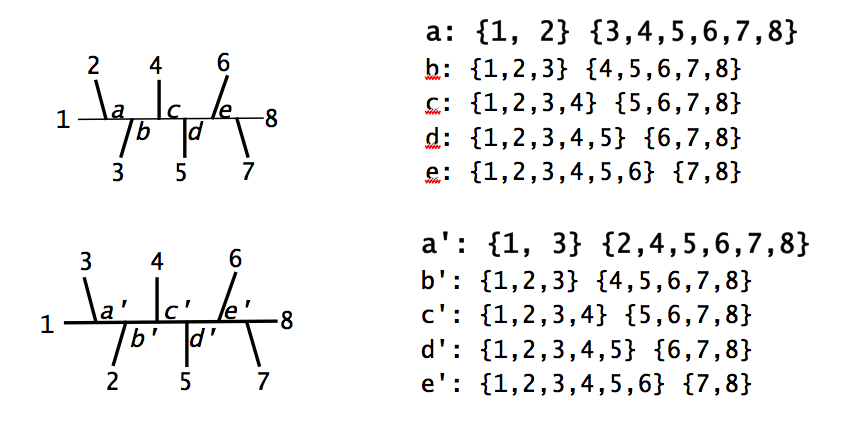 2 4 6
1 a c e 8
b d
3 5 7
a: {1, 2} {3,4,5,6,7,8}
b: {1,2,3} {4,5,6,7,8}
c: {1,2,3,4} {5,6,7,8}
d: {1,2,3,4,5} {6,7,8}
e: {1,2,3,4,5,6} {7,8}
3 4 6
1 a' c' e' 8
b' d'
2 5 7
a': {1, 3} {2,4,5,6,7,8}
b': {1,2,3} {4,5,6,7,8}
c': {1,2,3,4} {5,6,7,8}
d': {1,2,3,4,5} {6,7,8}
e': {1,2,3,4,5,6} {7,8}